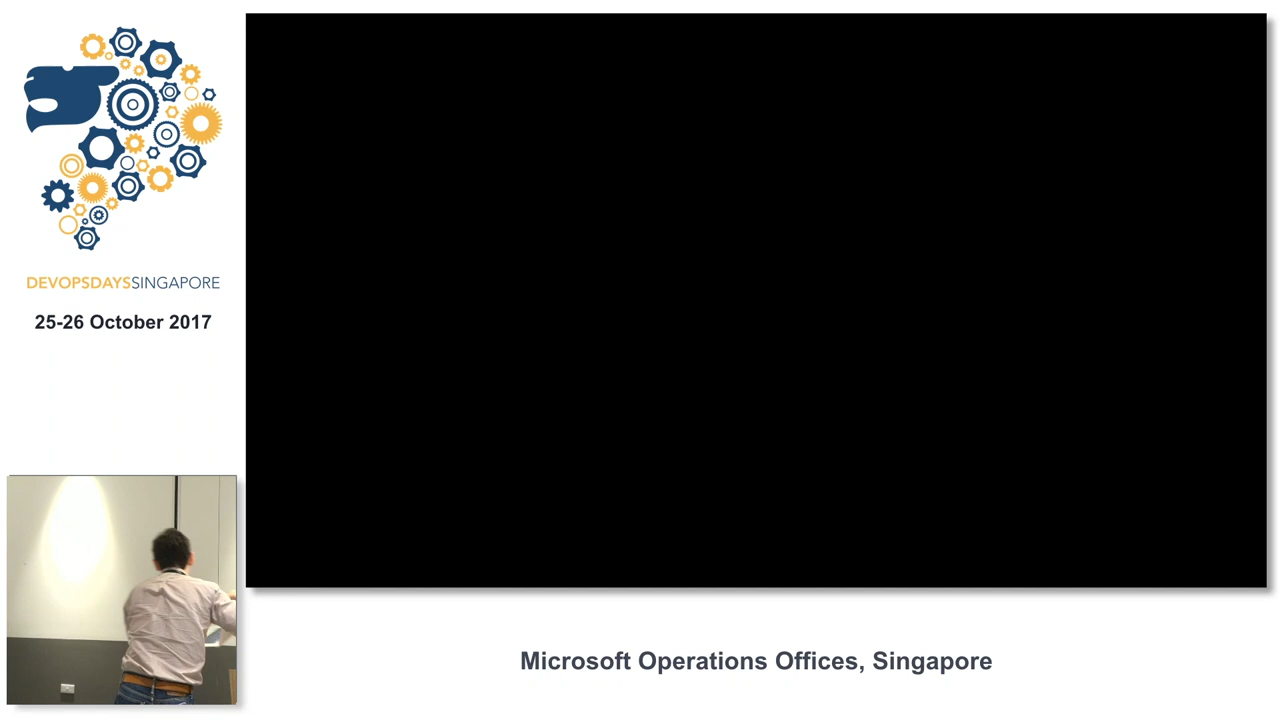 DEVOPSDAYSSINGAPORE
25-26 October 2017
Microsoft Operations Offices, Singapore